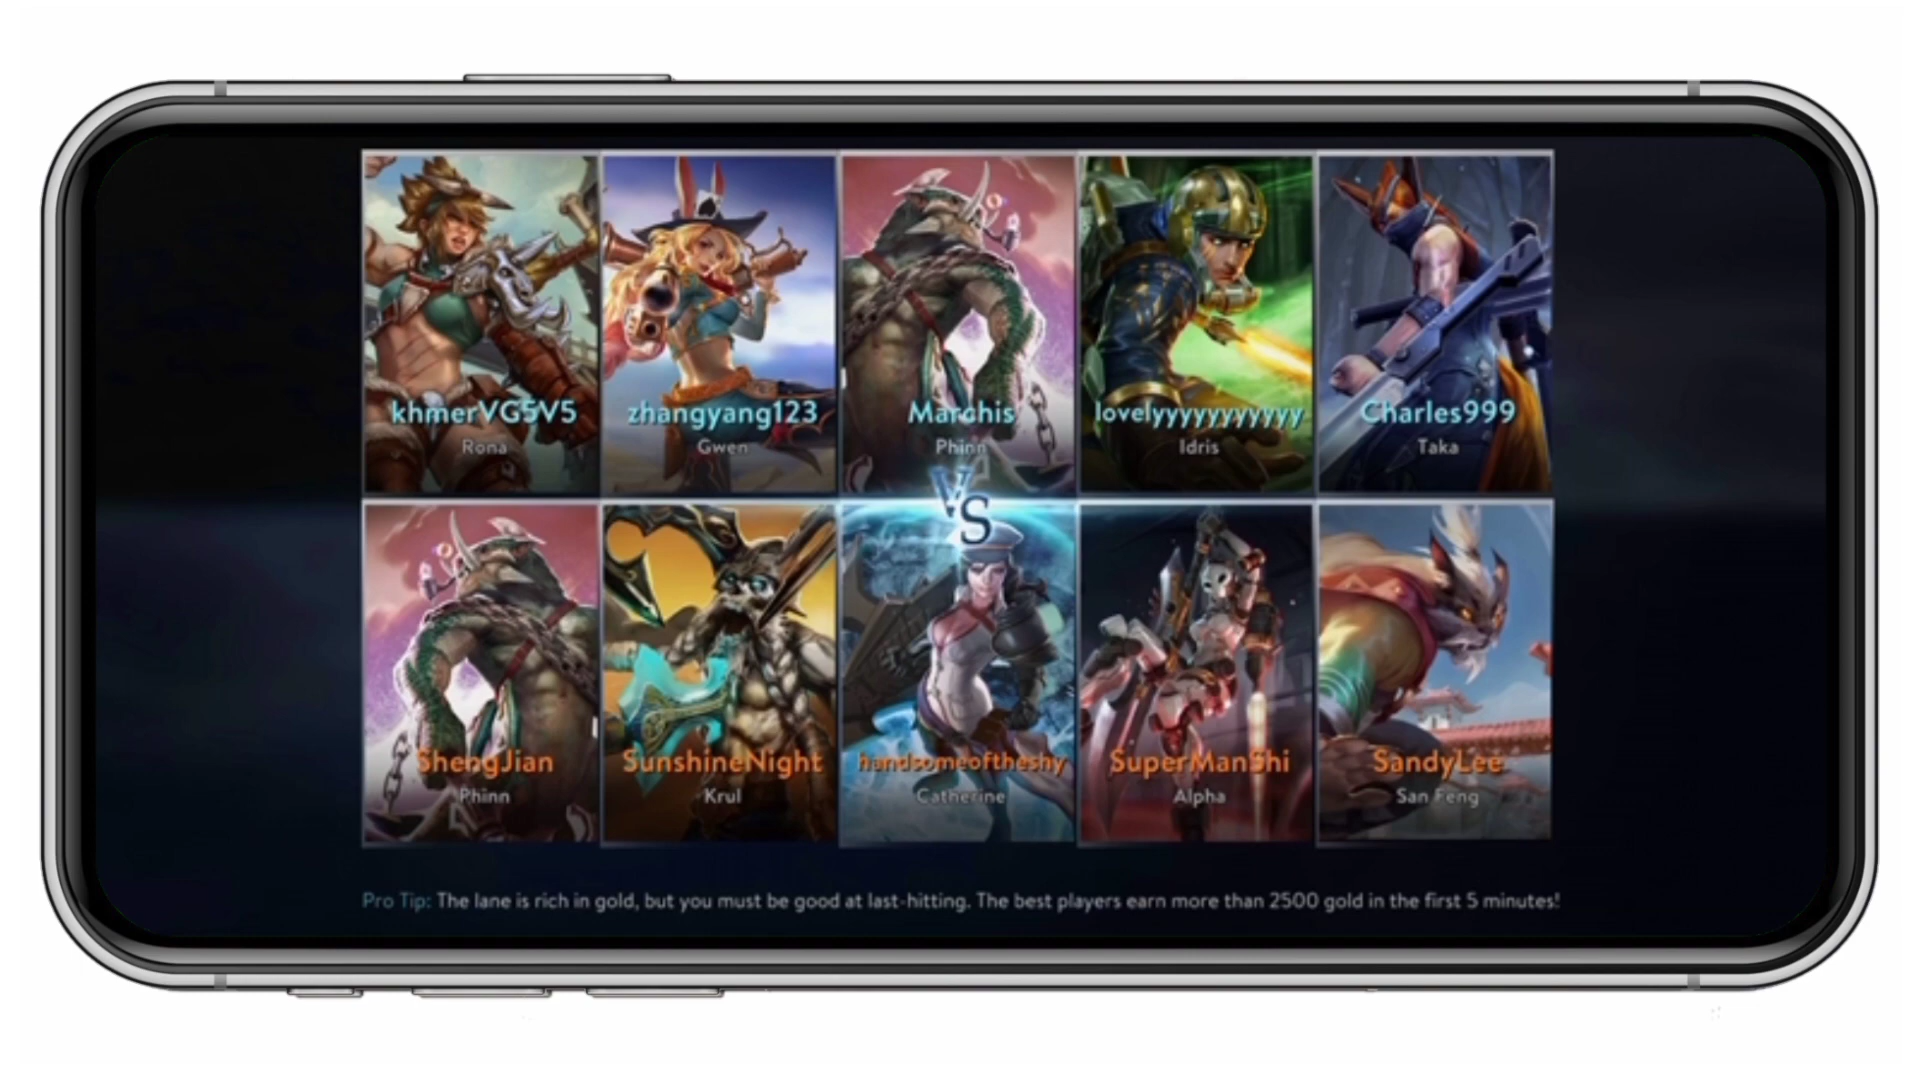 khmerVG5V5
Rona
zhangyang123
Gwen
Marchis
Phinn
lovelyyyyyyyyyyyy
Idris
Charles999
Taka
VS
ShengJian
Phinn
SunshineNight
Krul
handsomeoftheshy
Catherine
SuperManShi
Alpha
SandyLee
San Feng
Pro Tip: The lane is rich in gold, but you must be good at last-hitting. The best players earn more than 2500 gold in the first 5 minutes!